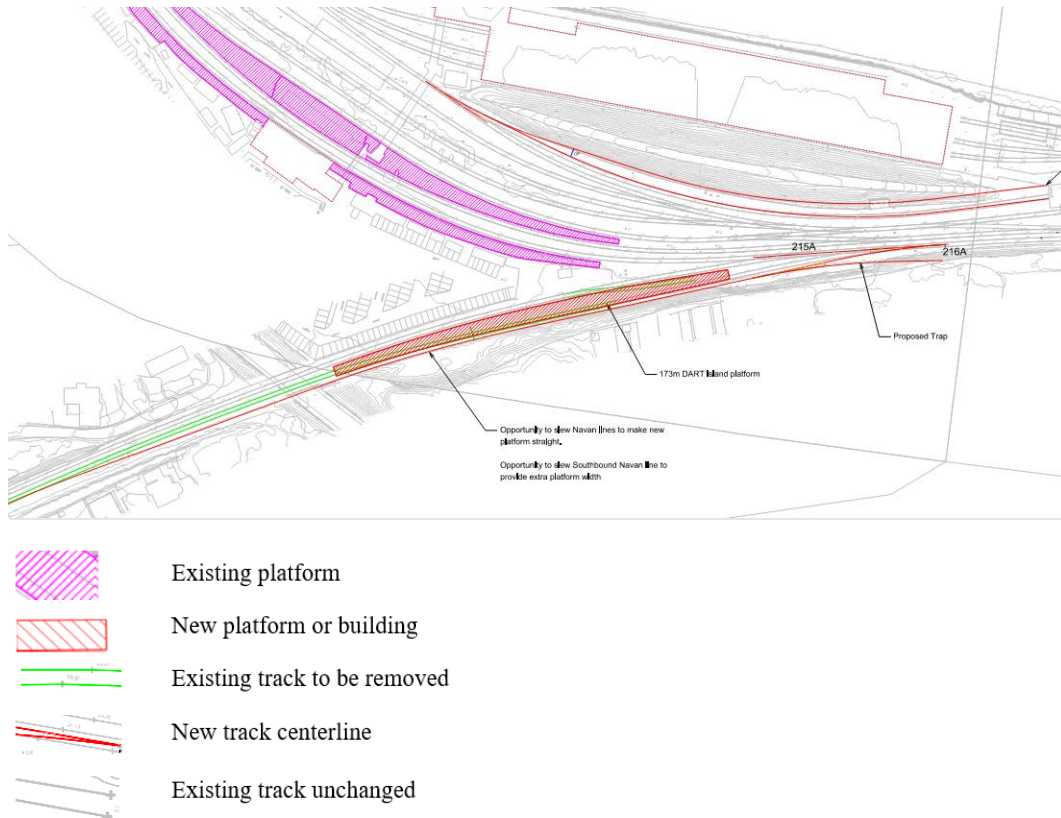 215A
216A
Proposed Trap
173m DART Island platform
Opportunity to slew Navan lines to make new
platform straight.
Opportunity to slew Southbound Navan line to
provide extra platform width
Existing platform
New platform or building
Existing track to be removed
New track centerline
Existing track unchanged